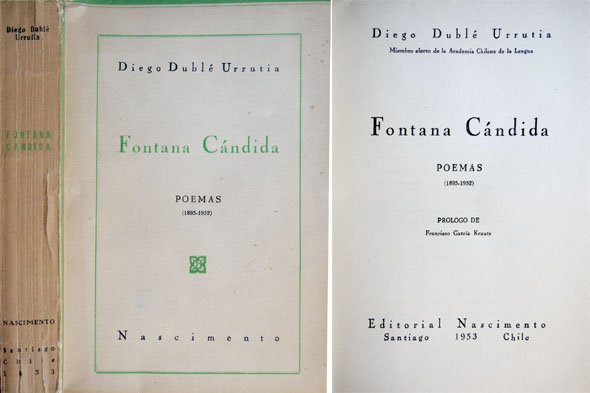 Diego Dublé
Urrutia
FONTANA
CANDIDA
NASCIMENTO
Santiago
Chile
1953
Diego Dublé Urrutia
Fontana Cándida
POEMAS
(1895-1952)
Nascimento
Diego Dublé Urrutia
Miembro electo de la Academia Chilena de la Lengua
Fontana Cándida
POEMAS
(1895-1952)
PROLOGO DE
Francisco García Krautz
Editorial Nascimento
Santiago 1953 Chile